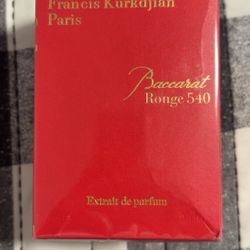 Francis Kurkdjian
Paris
Baccarat
Rouge 540
Extrait de parfum